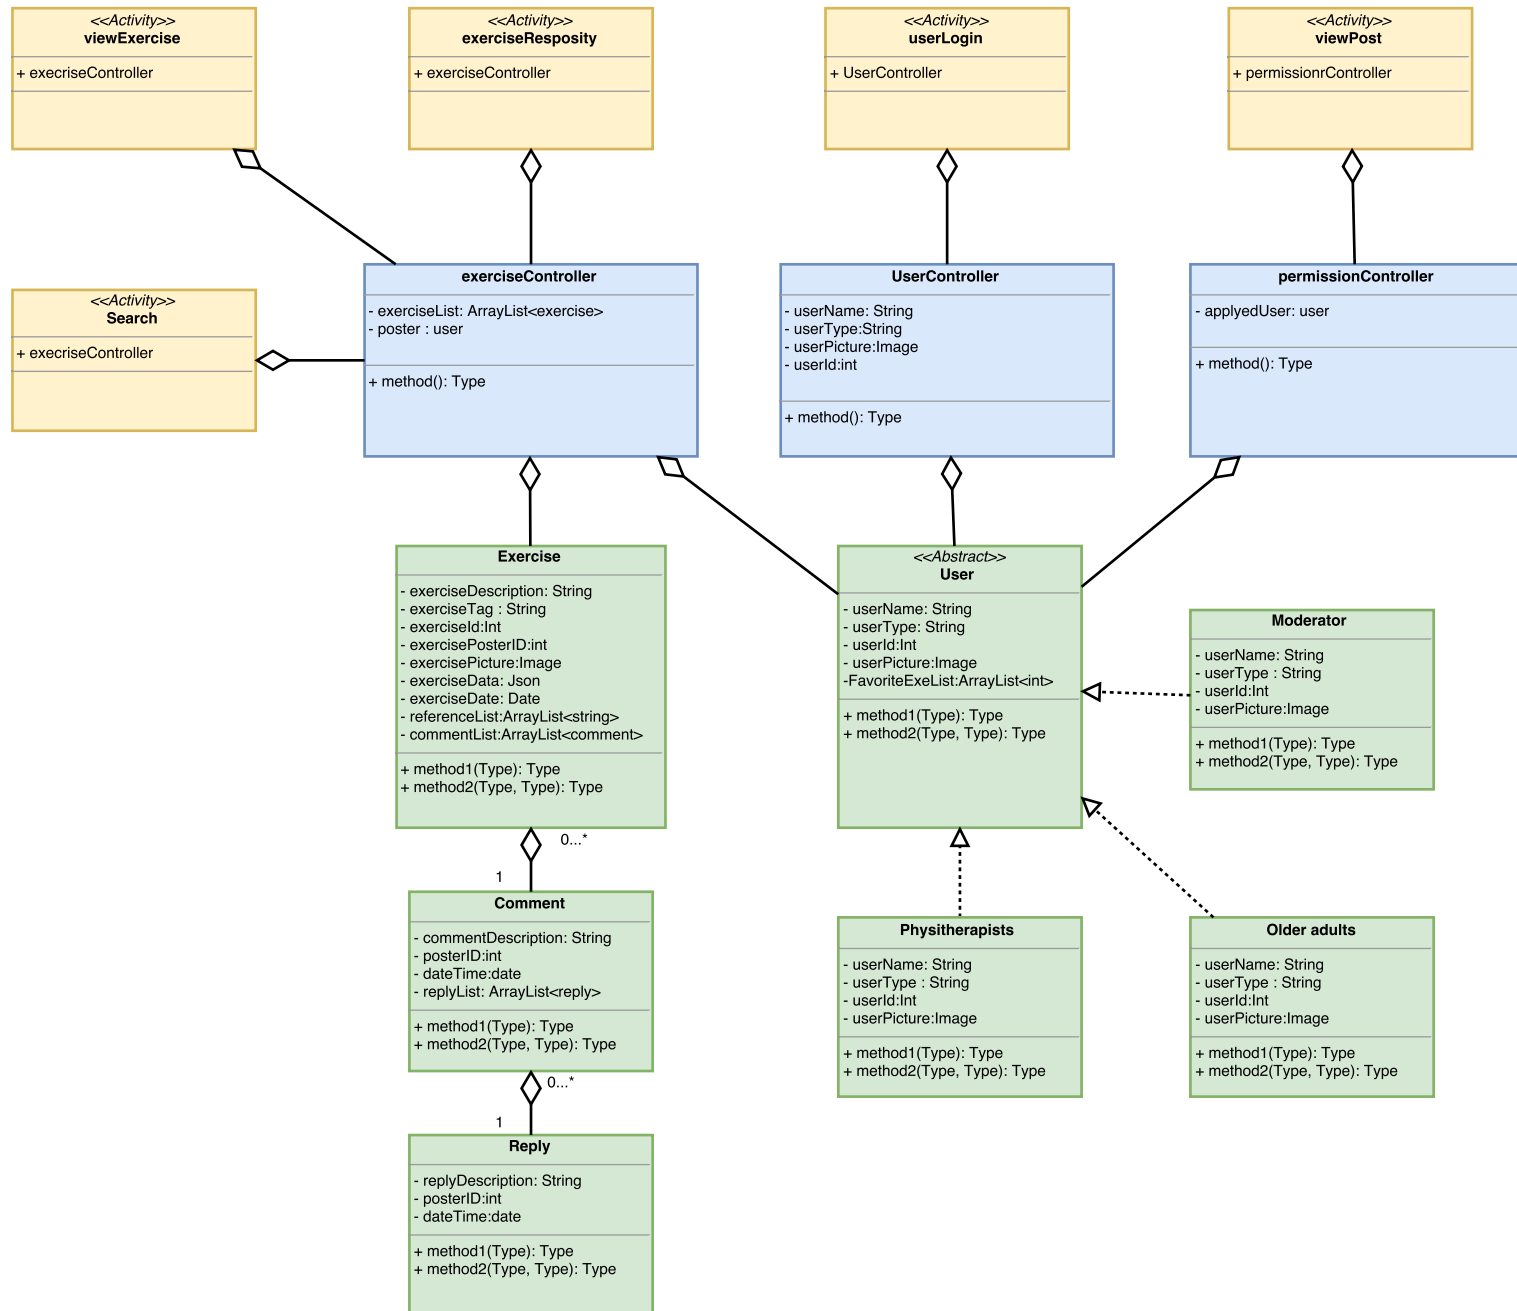 <<Activity>>
viewExercise
+ execriseController
<<Activity>>
exerciseResposity
+ exerciseController
<<Activity>>
userLogin
+ UserController
<<Activity>>
viewPost
+ permissionrController
<<Activity>>
Search
+ execriseController
exerciseController
- exerciseList: ArrayList<exercise>
- poster : user
+ method(): Type
UserController
- userName: String
- userType:String
- userPicture:Image
- userId:int
+ method(): Type
permissionController
- applyedUser: user
+ method(): Type
Exercise
- exerciseDescription: String
- exerciseTag : String
- exerciseId:Int
- exercisePosterID:int
- exercisePicture:Image
- exerciseData: Json
- exerciseDate: Date
- referenceList:ArrayList<string>
- commentList:ArrayList<comment>
+ method1(Type): Type
+ method2(Type, Type): Type
<<Abstract>>
User
- userName: String
- userType: String
- userId:Int
- userPicture:Image
-FavoriteExeList:ArrayList<int>
+ method1(Type): Type
+ method2(Type, Type): Type
Moderator
- userName: String
- userType : String
- userId:Int
- userPicture:Image
+ method1(Type): Type
+ method2(Type, Type): Type
0...*
1
Comment
- commentDescription: String
- posterID:int
- dateTime:date
- replyList: ArrayList<reply>
+ method1(Type): Type
+ method2(Type, Type): Type
Physitherapists
- userName: String
- userType : String
- userId:Int
- userPicture:Image
+ method1(Type): Type
+ method2(Type, Type): Type
Older adults
- userName: String
- userType : String
- userId:Int
- userPicture:Image
+ method1(Type): Type
+ method2(Type, Type): Type
0...*
1
Reply
- replyDescription: String
- posterID:int
- dateTime:date
+ method1(Type): Type
+ method2(Type, Type): Type